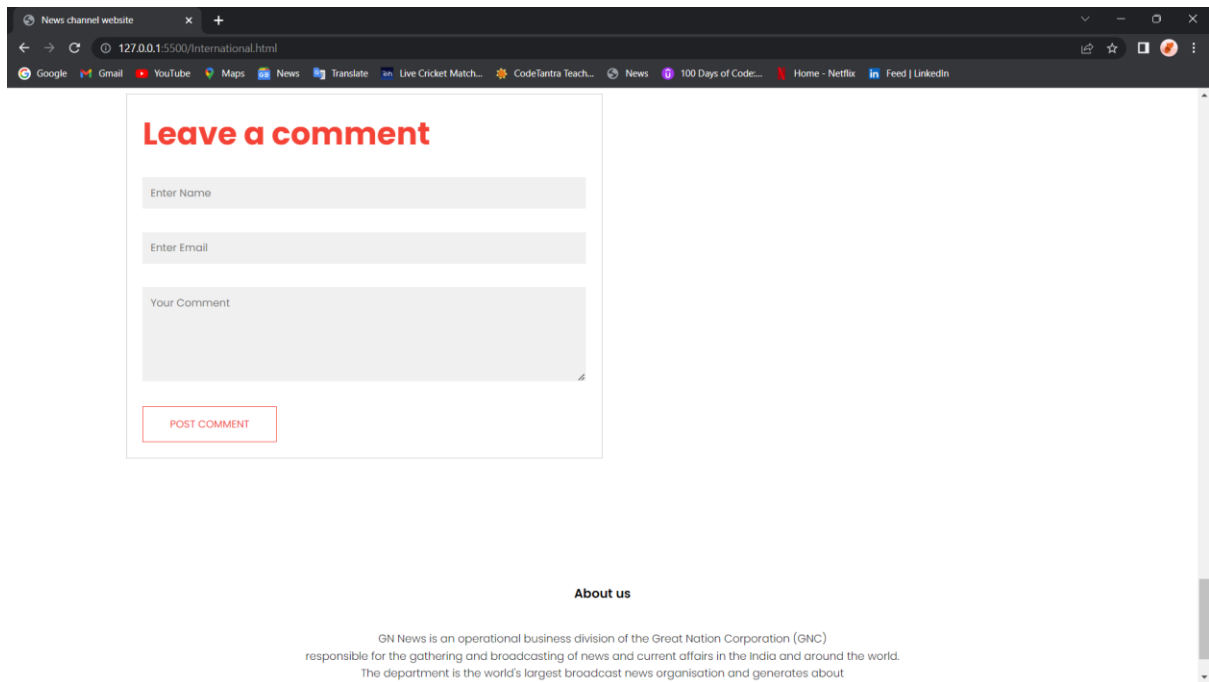 News channel website
127.0.0.1:5500/International.html
Google Gmail YouTube Maps News Translate Live Cricket Match... CodeTantra Teach... News 100 Days of Code:... Home - Netflix Feed | LinkedIn
Leave a comment
Enter Name
Enter Email
Your Comment
POST COMMENT
About us
GN News is an operational business division of the Great Nation Corporation (GNC)
responsible for the gathering and broadcasting of news and current affairs in the India and around the world.
The department is the world's largest broadcast news organisation and generates about